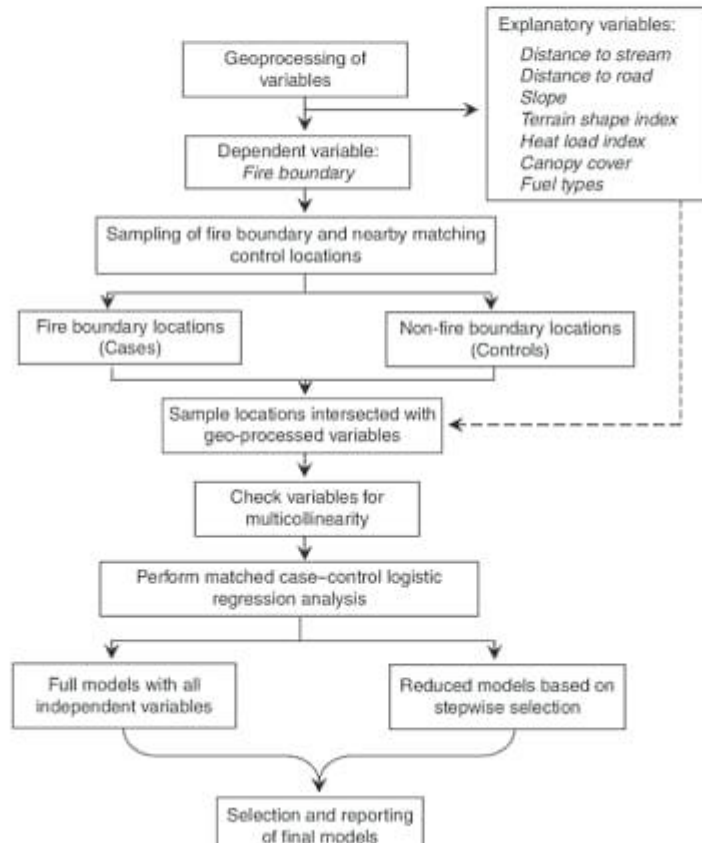 Geoprocessing of
variables
Explanatory variables:
Distance to stream
Distance to road
Slope
Terrain shape index
Heat load index
Canopy cover
Fuel types
Dependent variable:
Fire boundary
Sampling of fire boundary and nearby matching
control locations
Fire boundary locations
(Cases)
Non-fire boundary locations
(Controls)
Sample locations intersected with
geo-processed variables
Check variables for
multicollinearity
Perform matched case–control logistic
regression analysis
Full models with all
independent variables
Reduced models based on
stepwise selection
Selection and reporting
of final models